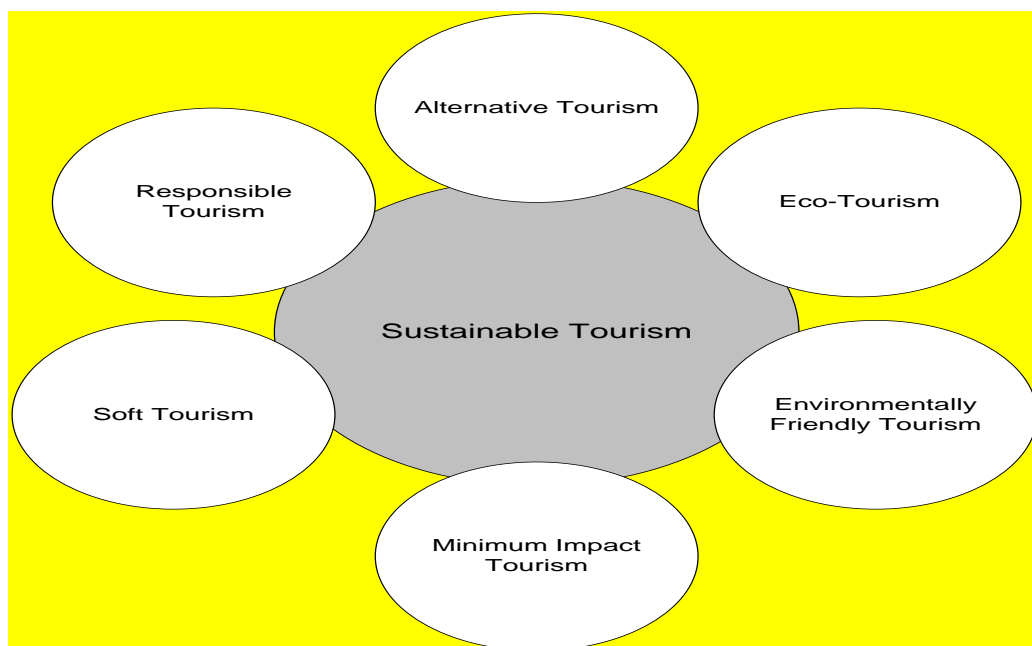 Alternative Tourism
Responsible
Tourism
Eco-Tourism
Sustainable Tourism
Soft Tourism
Environmentally
Friendly Tourism
Minimum Impact
Tourism